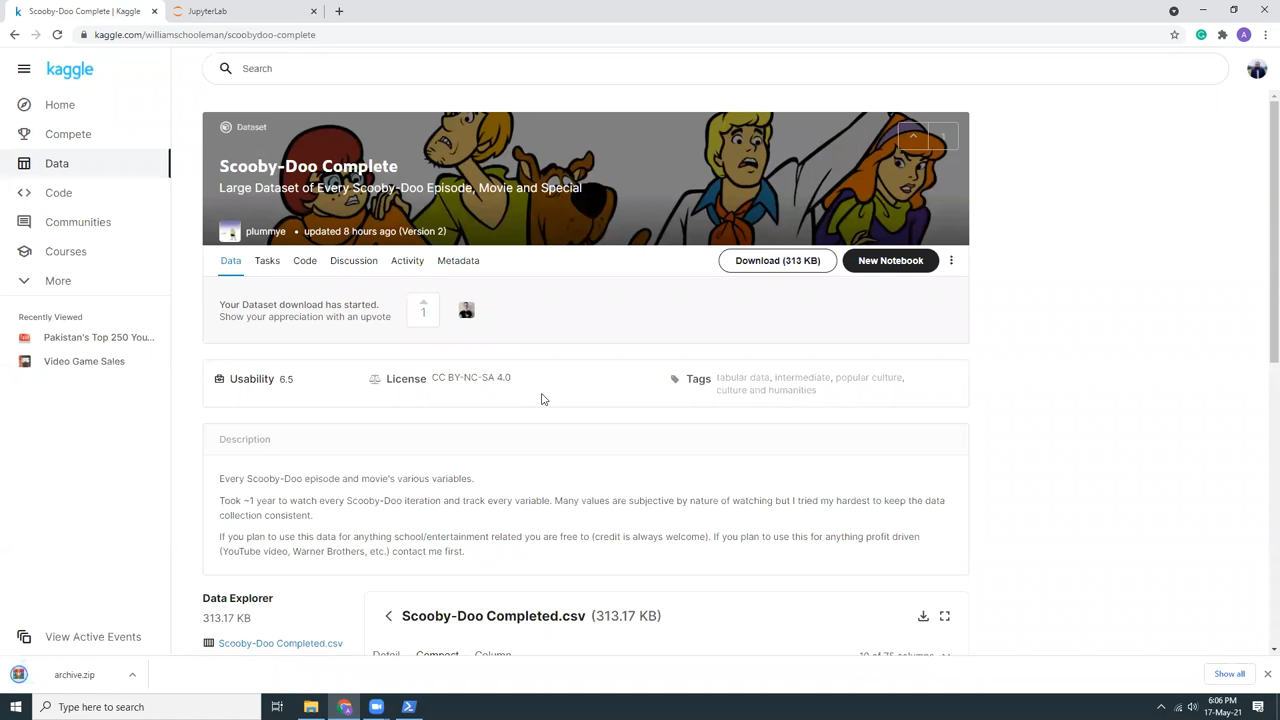 Scooby-Doo Complete | Kaggle
JupyterLab
kaggle.com/williamschooleman/scoobydoo-complete
A
kaggle
Search
Home
Compete
Data
Code
Communities
Courses
More
Recently Viewed
Pakistan's Top 250 You...
Video Game Sales
View Active Events
Dataset
1
Scooby-Doo Complete
Large Dataset of Every Scooby-Doo Episode, Movie and Special
plummye • updated 8 hours ago (Version 2)
Data Tasks Code Discussion Activity Metadata Download (313 KB) New Notebook
Your Dataset download has started.
Show your appreciation with an upvote
1
Usability 6.5 License CC BY-NC-SA 4.0 Tags tabular data, intermediate, popular culture,
culture and humanities
Description
Every Scooby-Doo episode and movie's various variables.
Took ~1 year to watch every Scooby-Doo iteration and track every variable. Many values are subjective by nature of watching but I tried my hardest to keep the data
collection consistent.
If you plan to use this data for anything school/entertainment related you are free to (credit is always welcome). If you plan to use this for anything profit driven
(YouTube video, Warner Brothers, etc.) contact me first.
Data Explorer
313.17 KB
Scooby-Doo Completed.csv
Scooby-Doo Completed.csv (313.17 KB)
Detail Compact Column 10 of 75 columns
archive.zip
Show all
Type here to search
6:06 PM
17-May-21